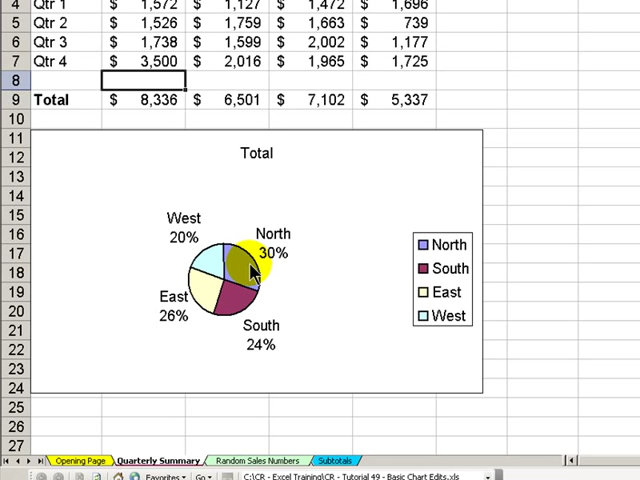 4 Qtr 1 $ 1,572 $ 1,127 $ 1,472 $ 1,696
5 Qtr 2 $ 1,526 $ 1,759 $ 1,663 $ 739
6 Qtr 3 $ 1,738 $ 1,599 $ 2,002 $ 1,177
7 Qtr 4 $ 3,500 $ 2,016 $ 1,965 $ 1,725
8
9 Total $ 8,336 $ 6,501 $ 7,102 $ 5,337
10
11
12 Total
13
14
15
16
17
18
19
20
21
22
23
24
25
26
27
West
20%
North
30%
East
26%
South
24%
North
South
East
West
Opening Page Quarterly Summary Random Sales Numbers Subtotals
Favorites Go C:\CR - Excel Training\CR - Tutorial 49 - Basic Chart Edits.xls